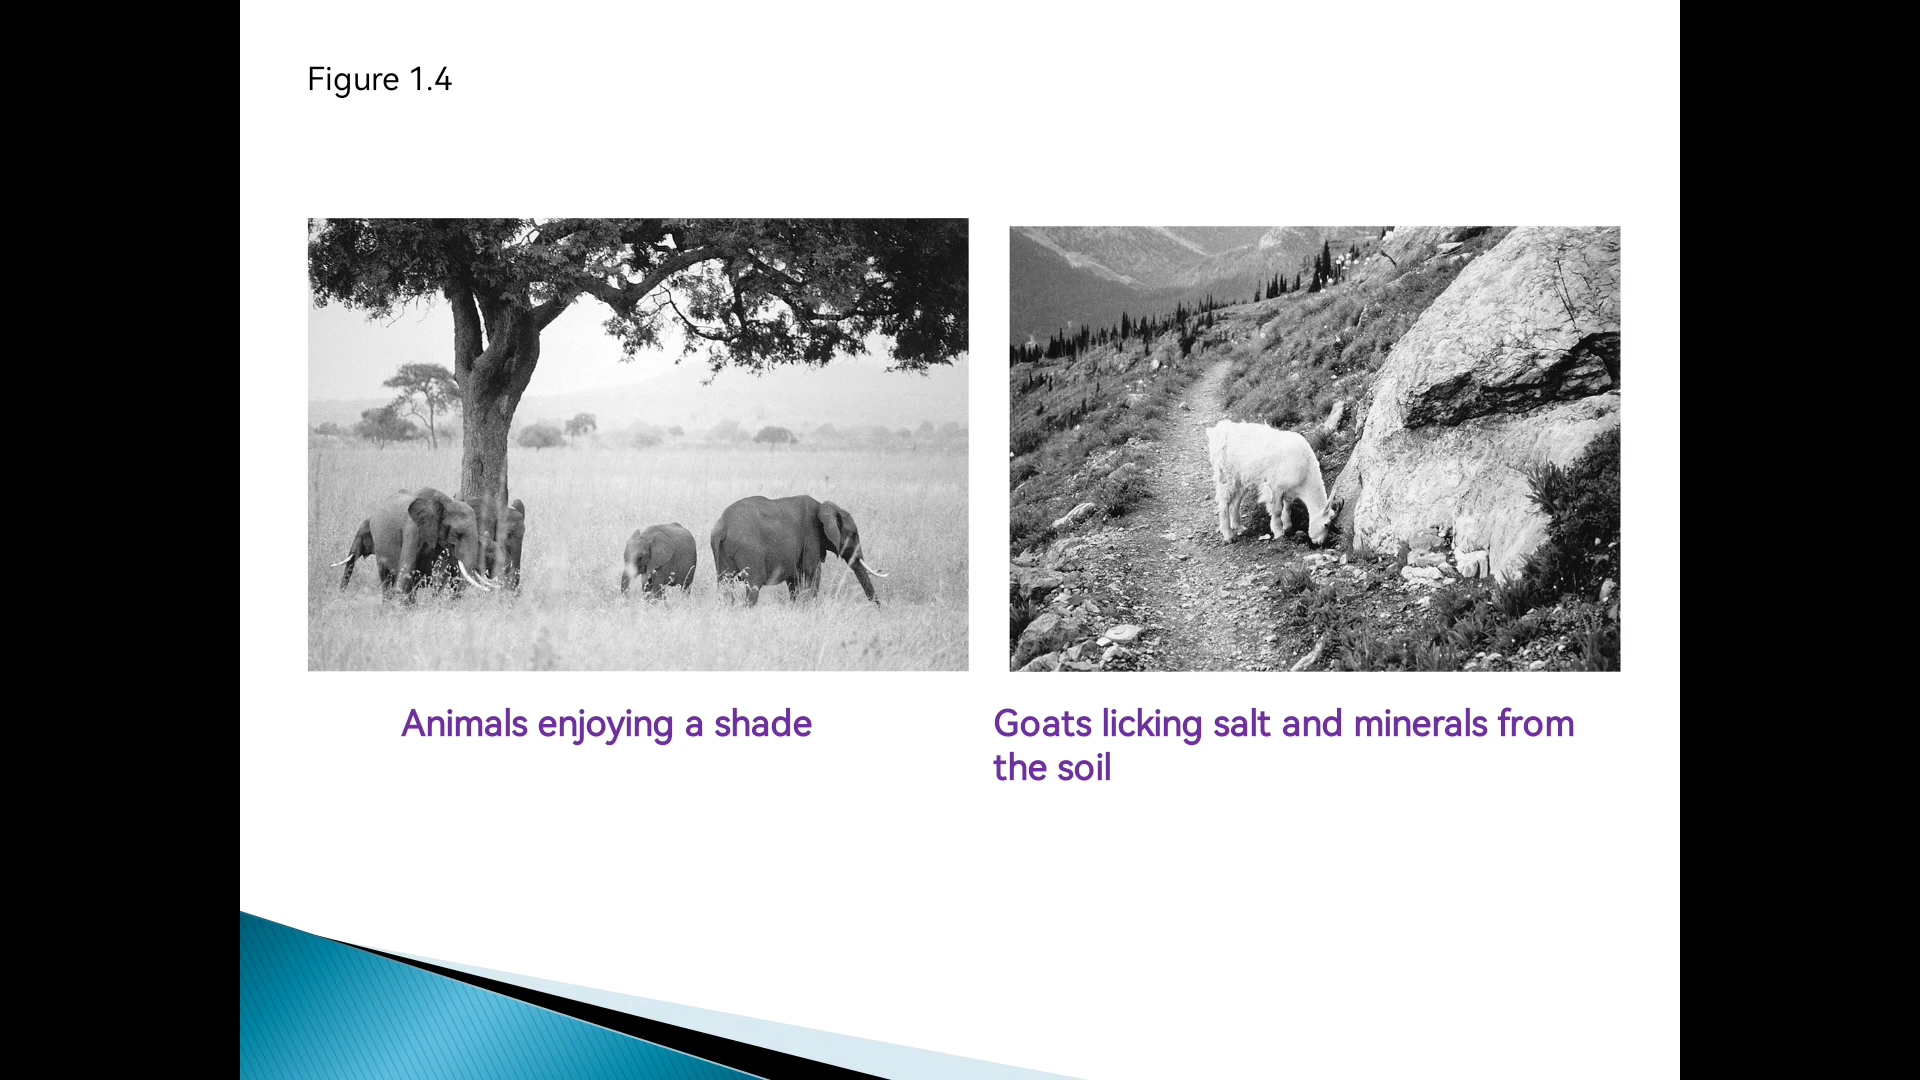 Figure 1.4
Animals enjoying a shade
Goats licking salt and minerals from
the soil